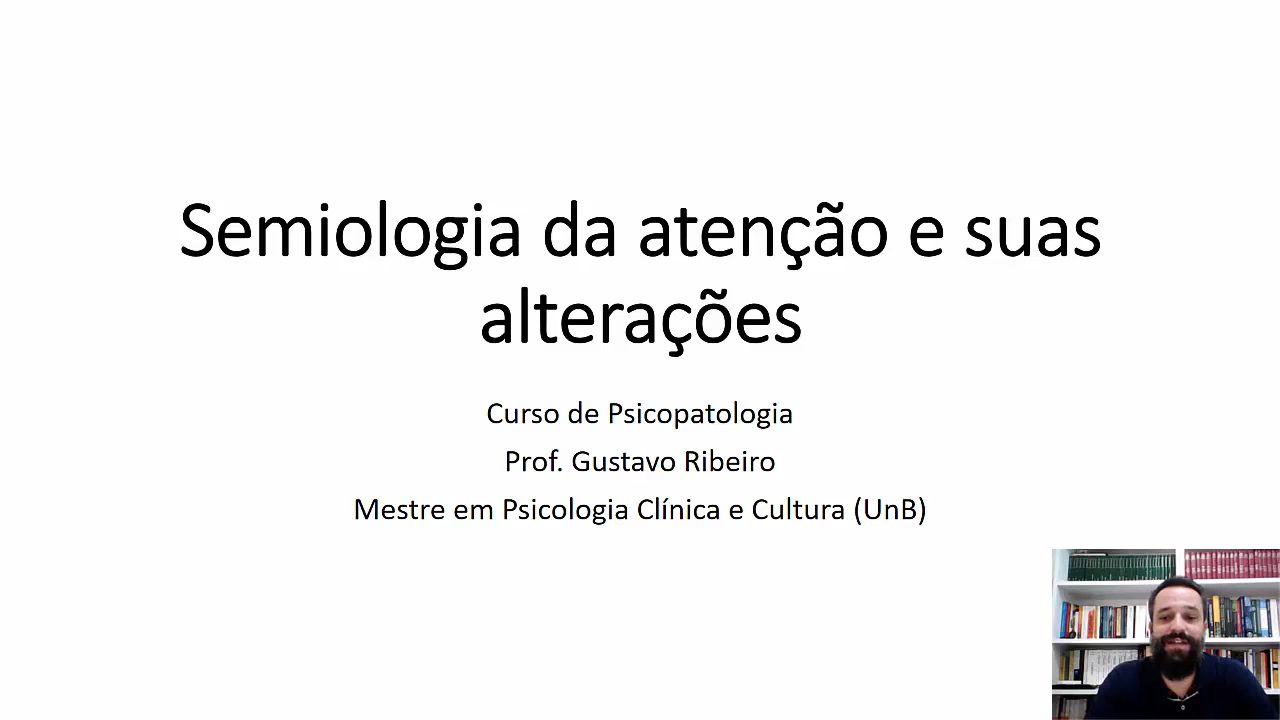 Semiologia da atenção e suas
alterações
Curso de Psicopatologia
Prof. Gustavo Ribeiro
Mestre em Psicologia Clínica e Cultura (UnB)